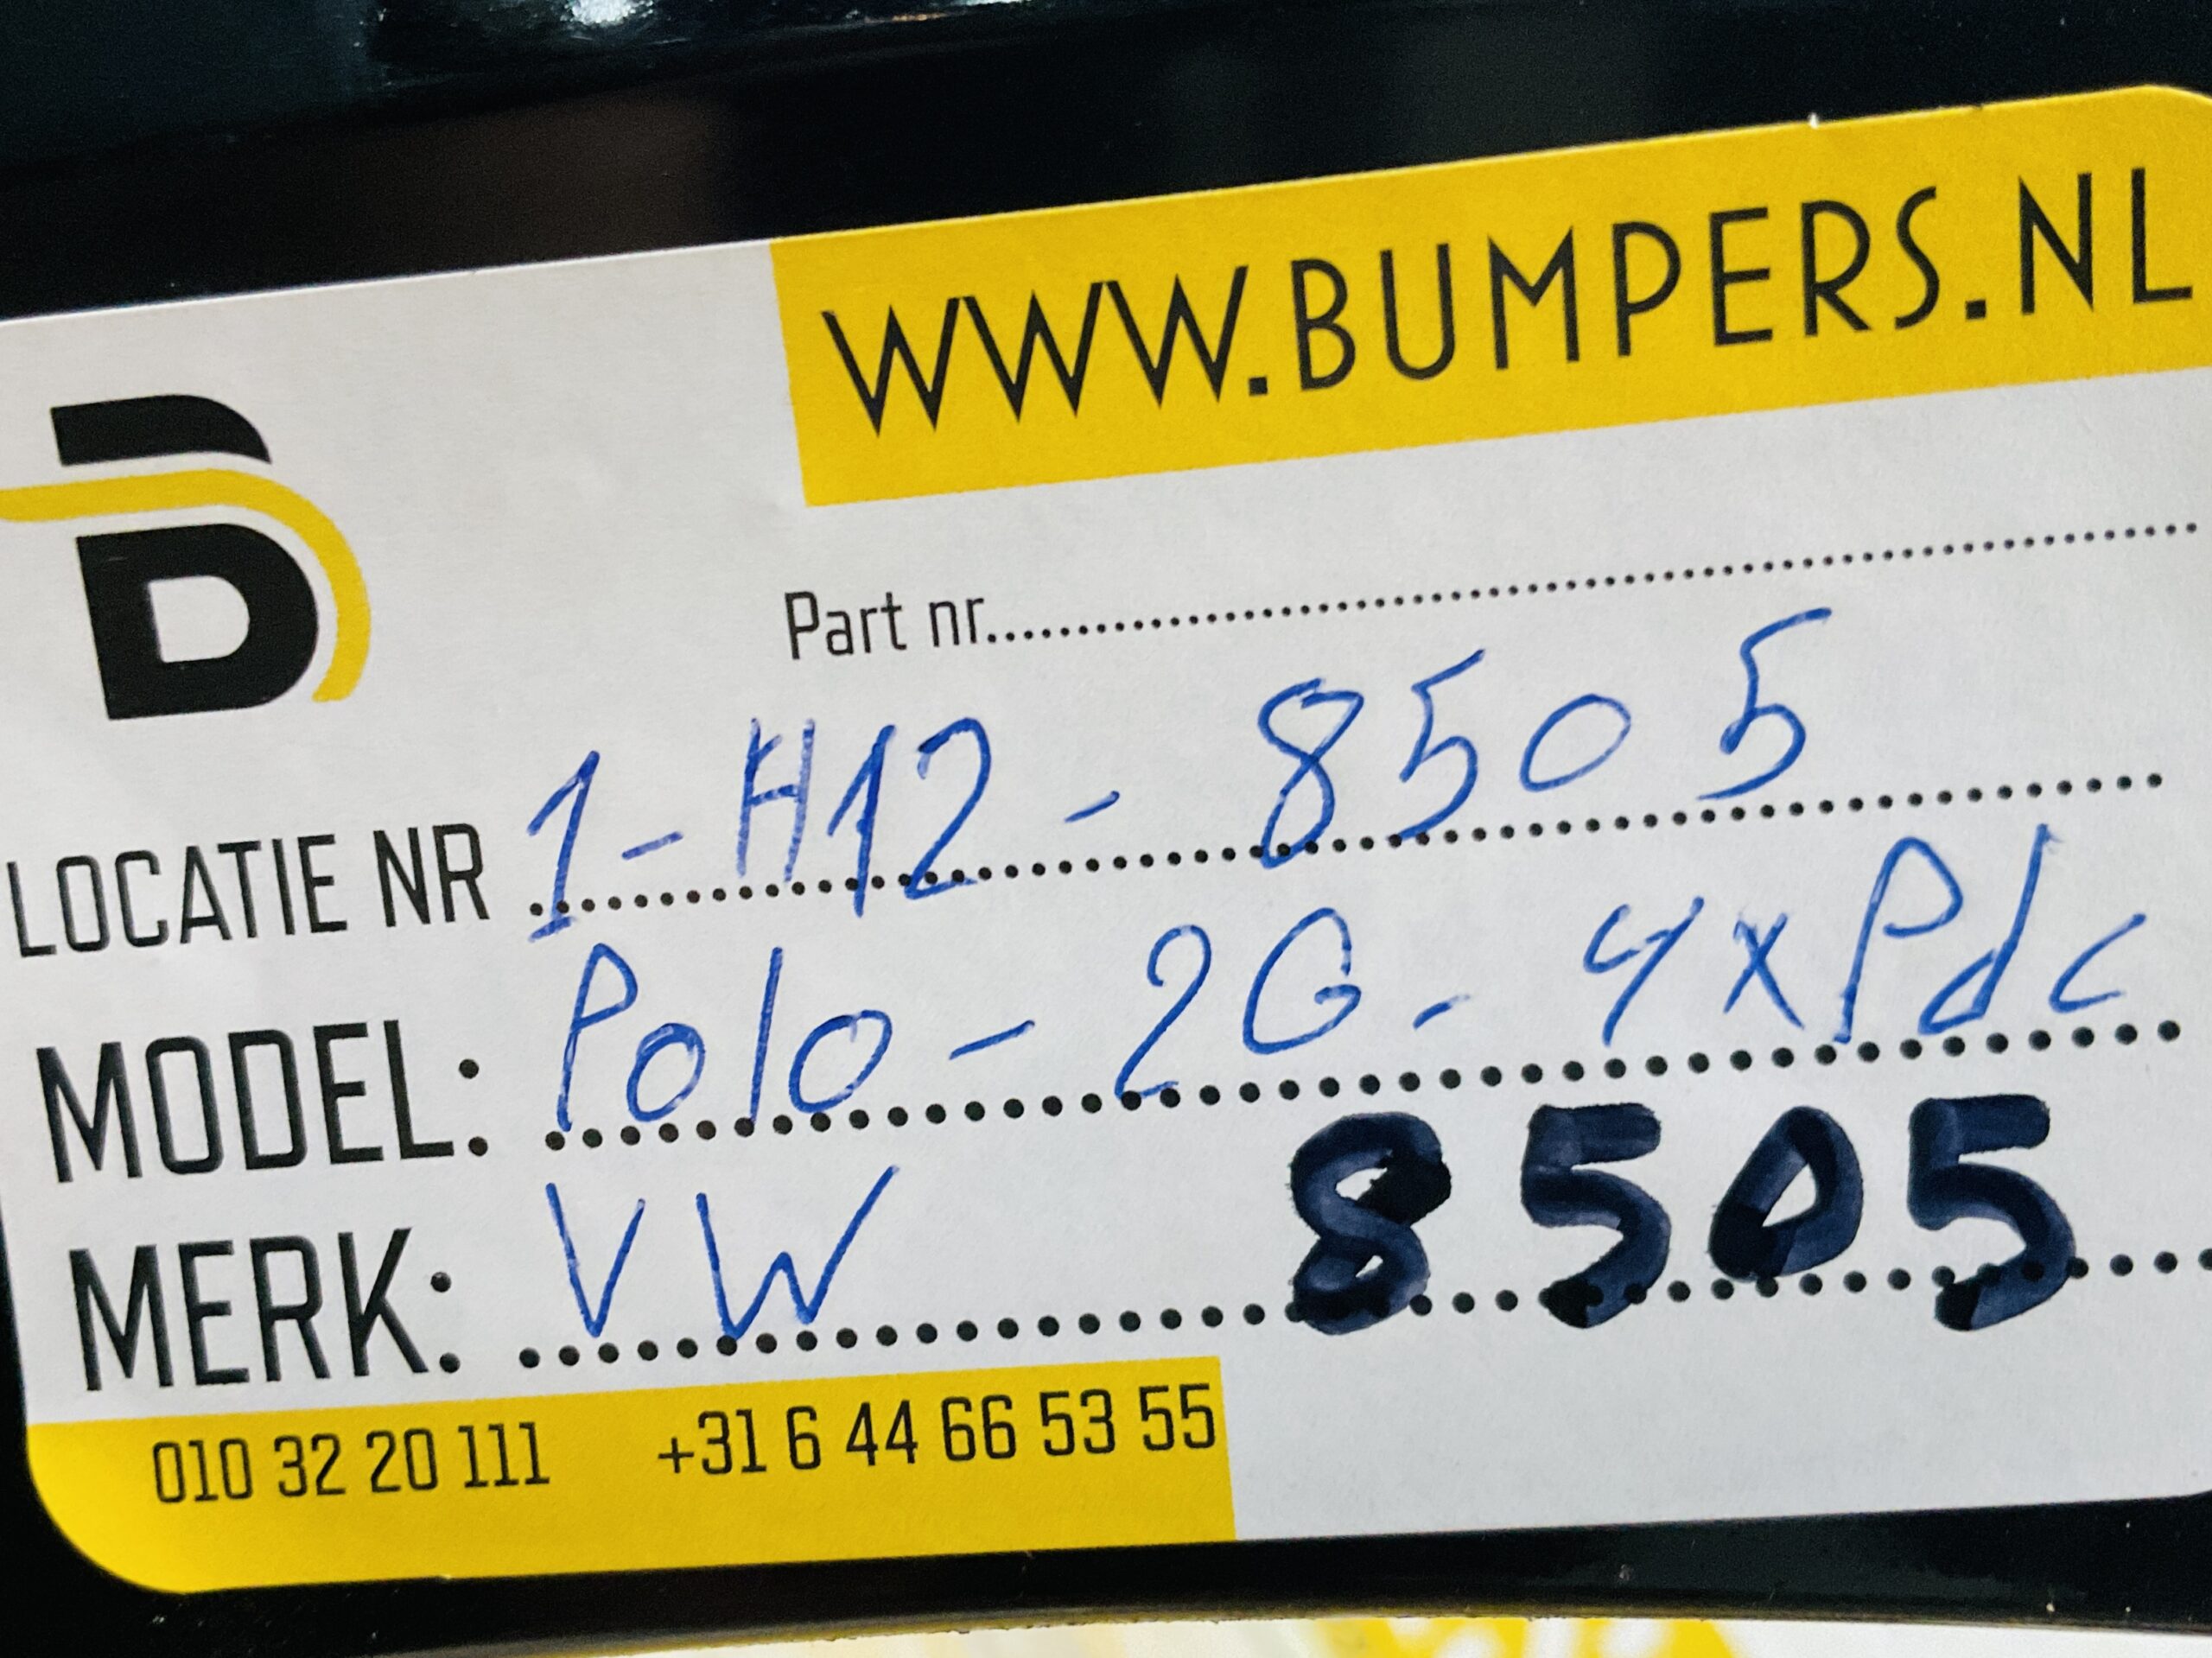 WWW.BUMPERS.NL
B
Part nr..............................
LOCATIE NR 1-H12 - 8505
MODEL: Polo - 2G - 4xPdc
MERK: VW 8505
010 32 20 111 +31 6 44 66 53 55